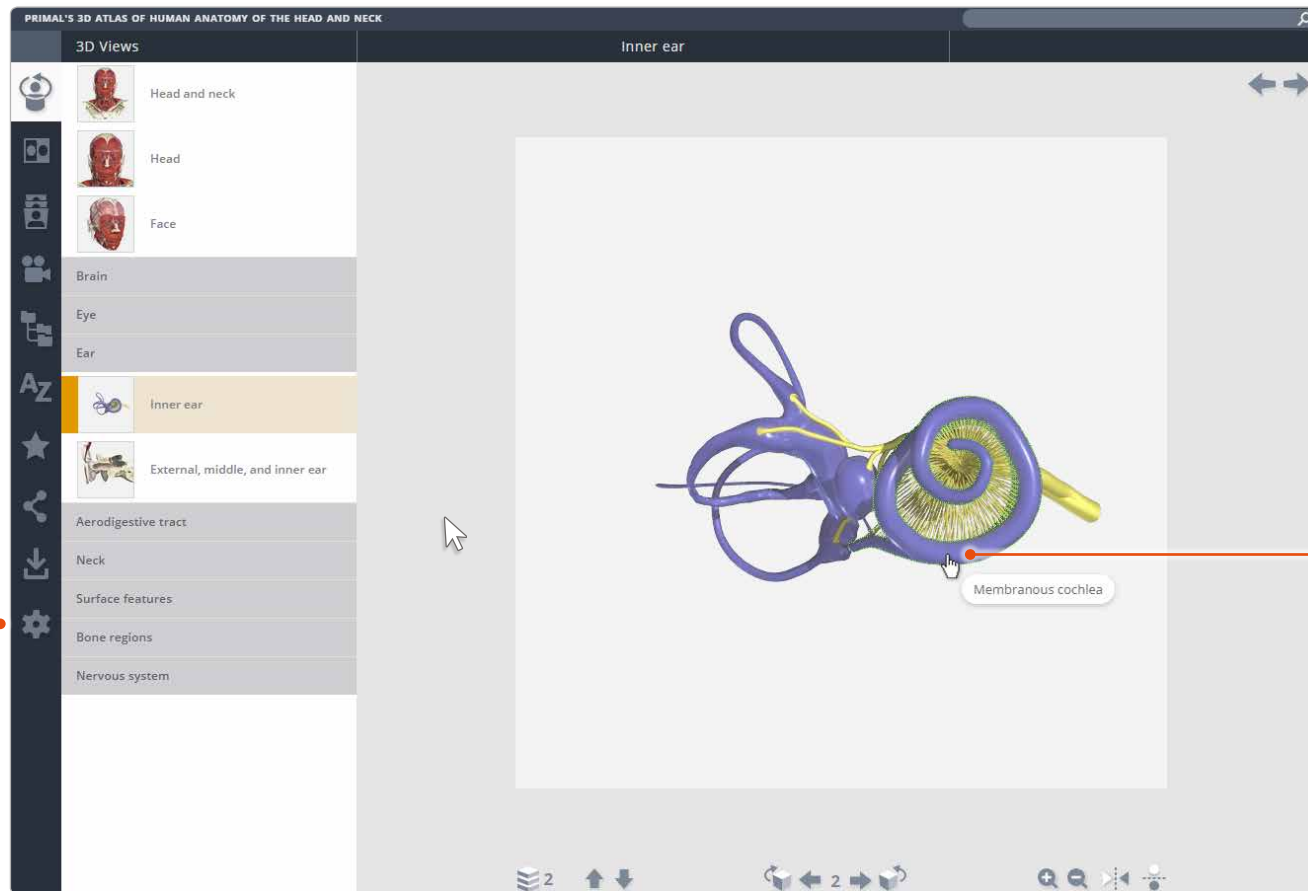 PRIMAL'S 3D ATLAS OF HUMAN ANATOMY OF THE HEAD AND NECK
3D Views
Inner ear
Head and neck
Head
Face
Brain
Eye
Ear
Inner ear
External, middle, and inner ear
Aerodigestive tract
Neck
Surface features
Bone regions
Nervous system
AZ
Membranous cochlea
2
2